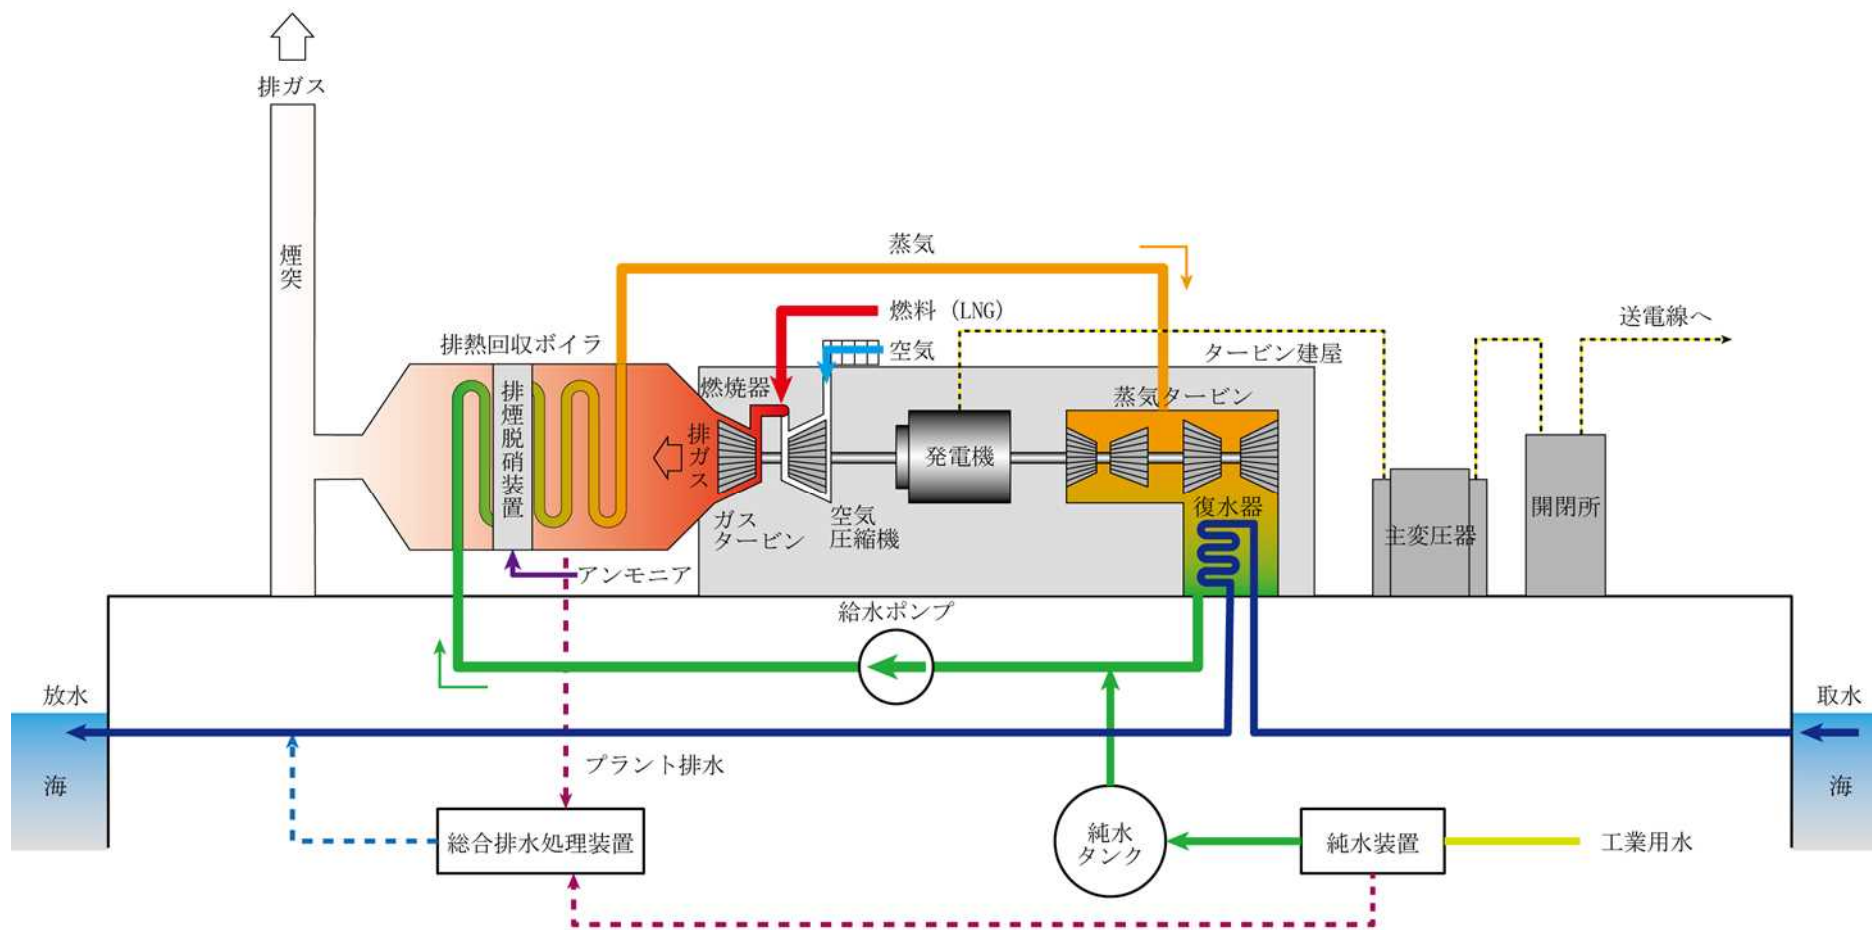 排ガス
煙突
蒸気
燃料 (LNG)
空気
送電線へ
排熱回収ボイラ
タービン建屋
燃焼器
蒸気タービン
排煙脱硝装置
排ガス
発電機
復水器
開閉所
主変圧器
ガス
タービン
空気
圧縮機
アンモニア
給水ポンプ
放水
取水
海
プラント排水
海
総合排水処理装置
純水
タンク
純水装置
工業用水